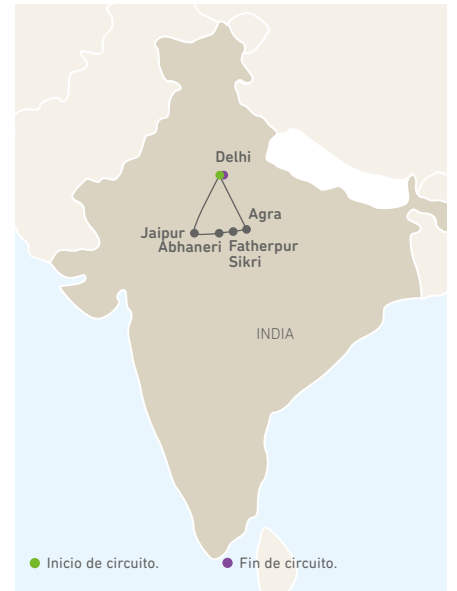 Delhi
Agra
Jaipur
Abhaneri
Fatherpur
Sikri
INDIA
Inicio de circuito.
Fin de circuito.